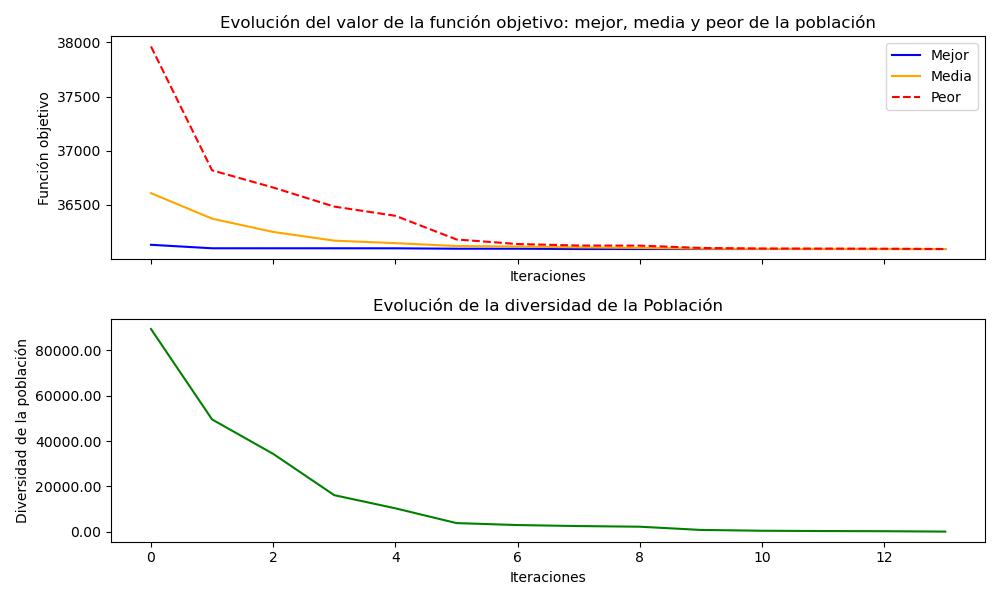 Evolución del valor de la función objetivo: mejor, media y peor de la población
Función objetivo
38000
37500
37000
36500
Mejor
Media
Peor
Iteraciones
Evolución de la diversidad de la Población
Diversidad de la población
80000.00
60000.00
40000.00
20000.00
0.00
0 2 4 6 8 10 12
Iteraciones